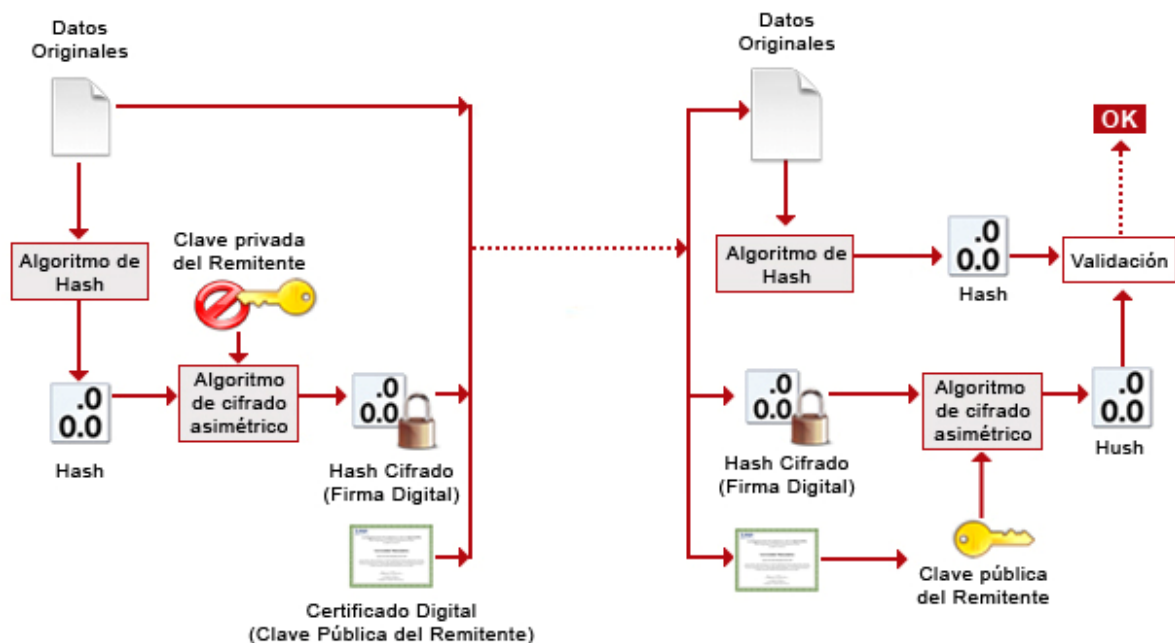 Datos
Originales
Algoritmo de
Hash
Clave privada
del Remitente
.0
0.0
Hash
Algoritmo
de cifrado
asimétrico
.0
0.0
Hash Cifrado
(Firma Digital)
Certificado Digital
(Clave Pública del Remitente)
Datos
Originales
Algoritmo de
Hash
.0
0.0
Hash
Validación
OK
.0
0.0
Hash Cifrado
(Firma Digital)
Algoritmo
de cifrado
asimétrico
.0
0.0
Hush
Clave pública
del Remitente